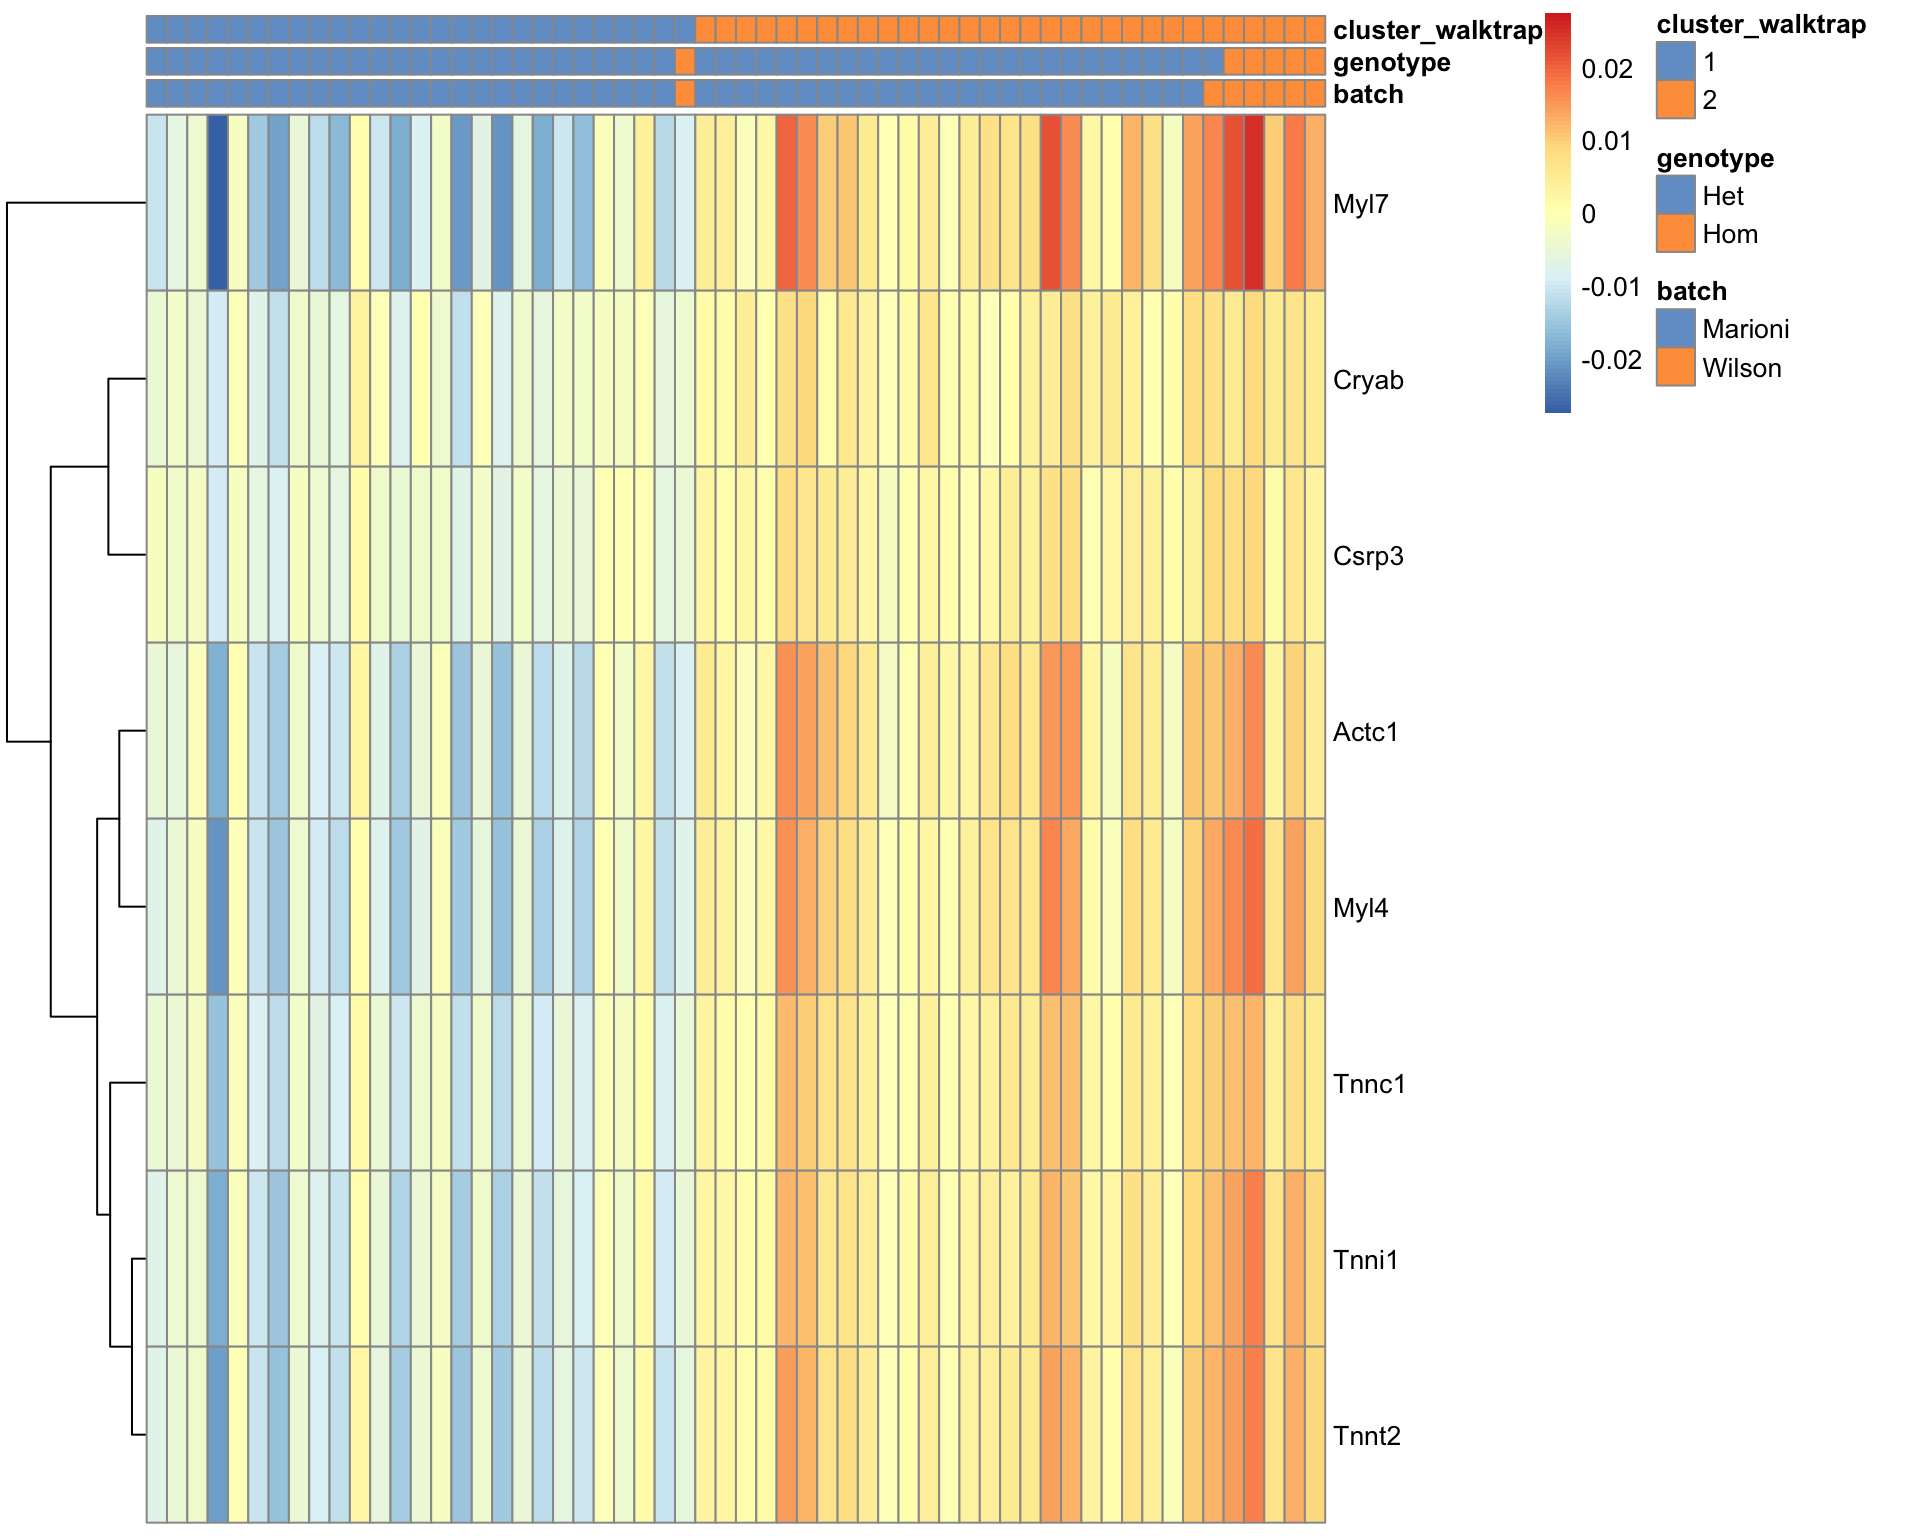 cluster_walktrap
genotype
batch
Myl7
Cryab
Csrp3
Actc1
Myl4
Tnnc1
Tnni1
Tnnt2
0.02
0.01
0
-0.01
-0.02
cluster_walktrap
1
2
genotype
Het
Hom
batch
Marioni
Wilson